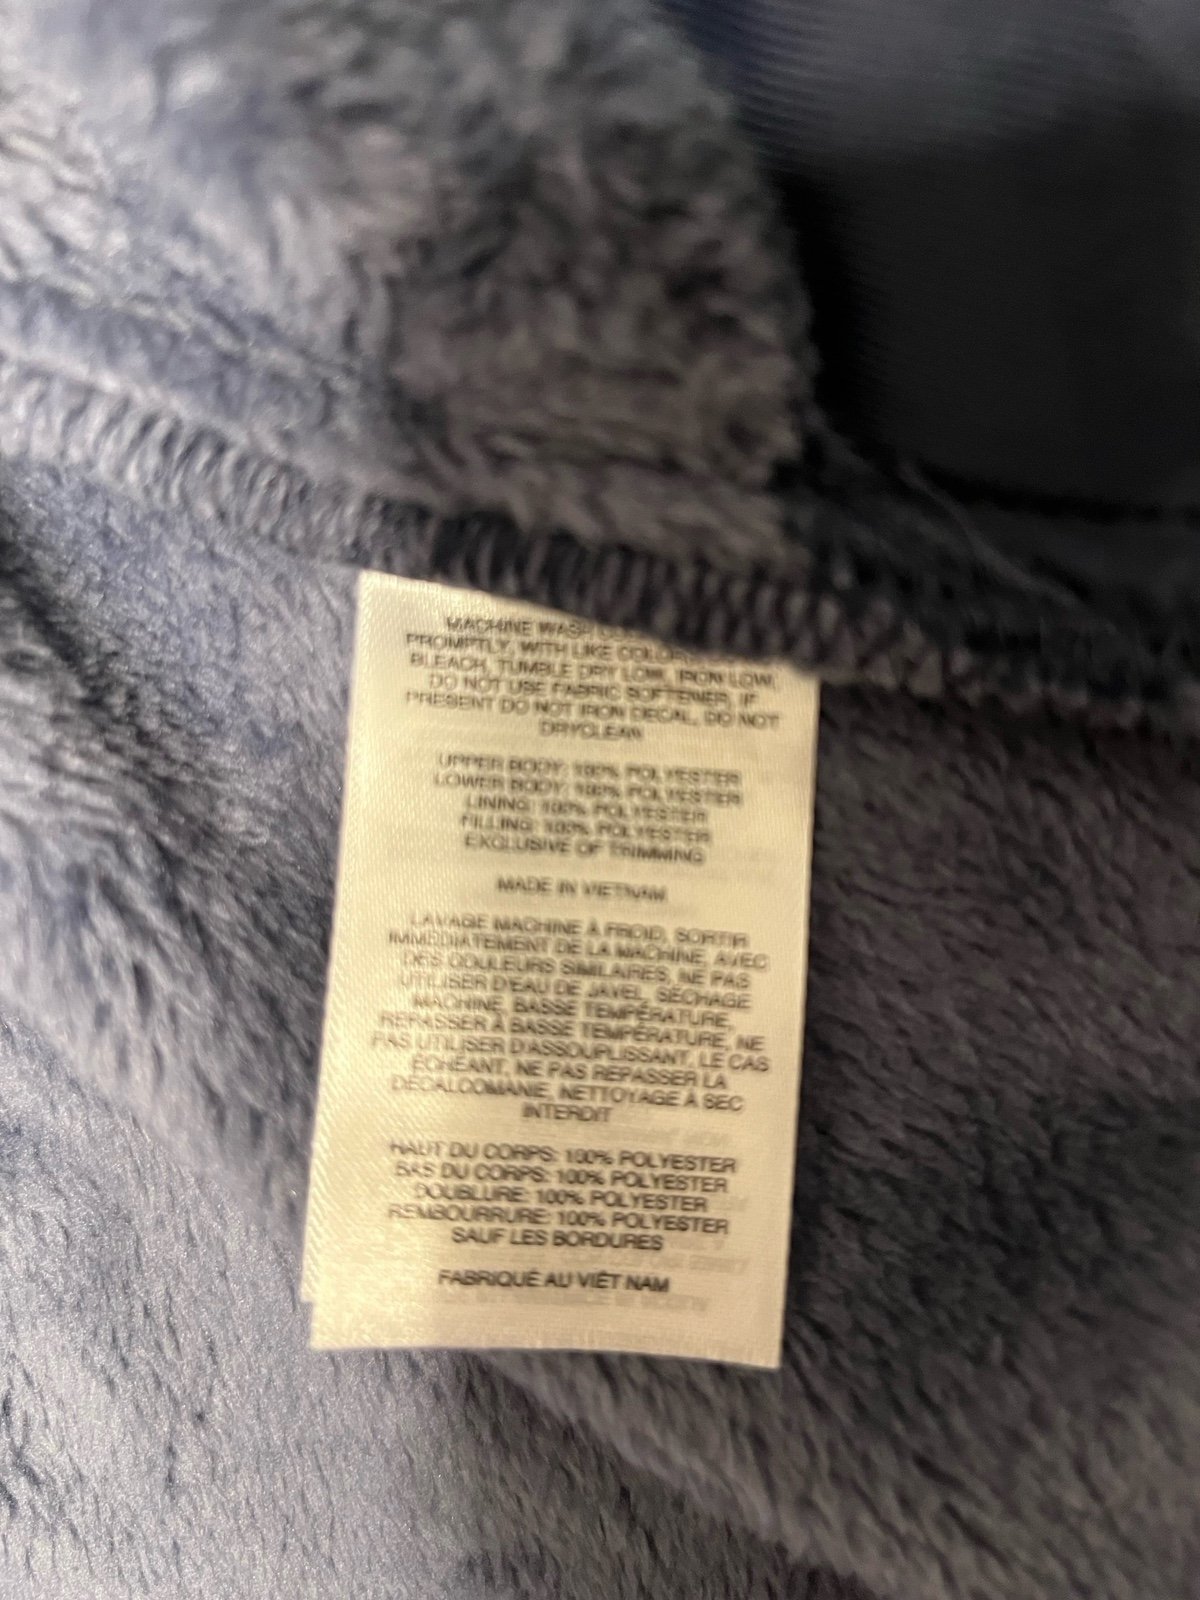 MACHINE WASH
PROMPTLY, WITH LIKE
BLEACH, TUMBLE DRY LOW, IRON LOW,
DO NOT USE FABRIC SOFTENER, IF
PRESENT DO NOT IRON DECAL, DO NOT
DRYCLEAN
UPPER BODY: 100% POLYESTER
LOWER BODY: 100% POLYESTER
LINING: 100% POLYESTER
FILLING: 100% POLYESTER
EXCLUSIVE OF TRIMMING
MADE IN VIETNAM
LAVAGE MACHINE À FROID, SORTIR
IMMÉDIATEMENT DE LA MACHINE, AVEC
DES COULEURS SIMILAIRES, NE PAS
UTILISER D'EAU DE JAVEL, SÉCHAGE
MACHINE, BASSE TEMPÉRATURE,
REPASSER À BASSE TEMPÉRATURE, NE
PAS UTILISER D'ASSOUPLISSANT, LE CAS
ÉCHÉANT, NE PAS REPASSER LA
DÉCALCOMANIE, NETTOYAGE À SEC
INTERDIT
HAUT DU CORPS: 100% POLYESTER
BAS DU CORPS: 100% POLYESTER
DOUBLURE: 100% POLYESTER
REMBOURRURE: 100% POLYESTER
SAUF LES BORDURES
FABRIQUÉ AU VIÊT NAM